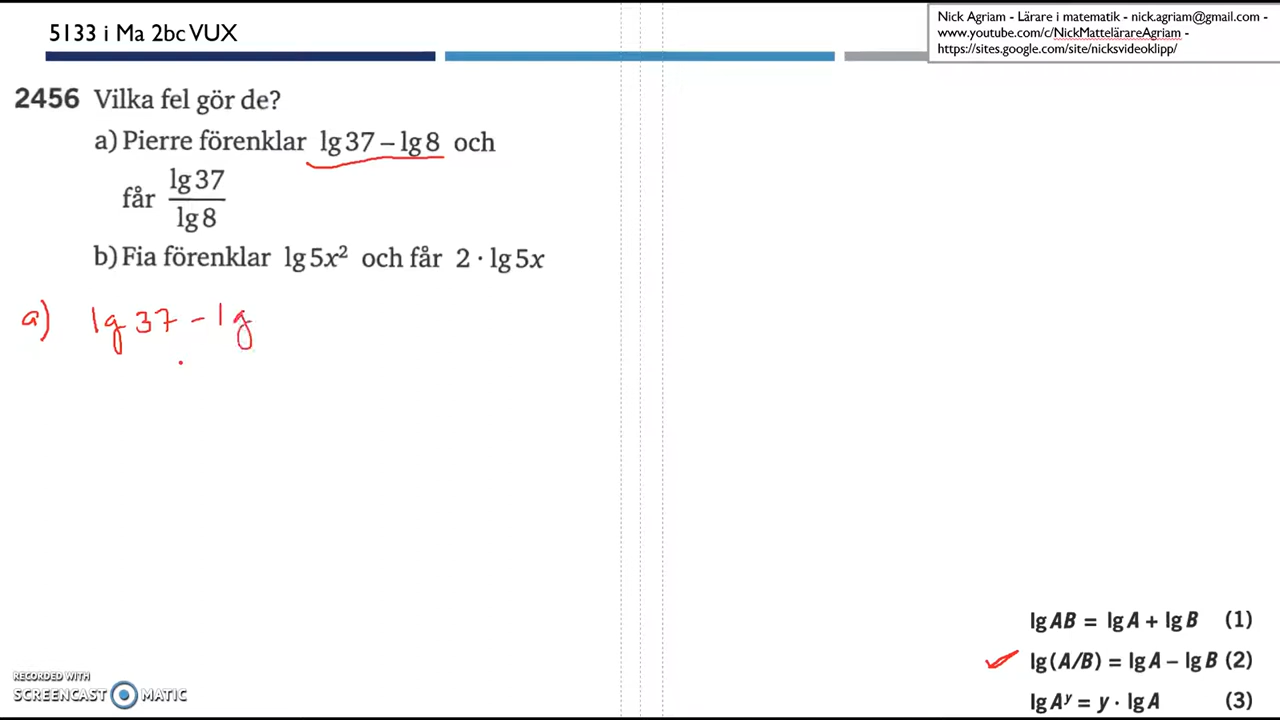 5133 i Ma 2bc VUX
Nick Agriam - Lärare i matematik - nick.agriam@gmail.com -
www.youtube.com/c/NickMattelärareAgriam -
https://sites.google.com/site/nicksvideoklipp/
2456 Vilka fel gör de?
a) Pierre förenklar lg 37 – lg 8 och
får lg 37 / lg 8
b) Fia förenklar lg 5x² och får 2 · lg 5x
a) lg 37 - lg
lg AB = lg A + lg B (1)
lg (A/B) = lg A – lg B (2)
lg Aʸ = y · lg A (3)
RECORDED WITH
SCREENCAST MATIC